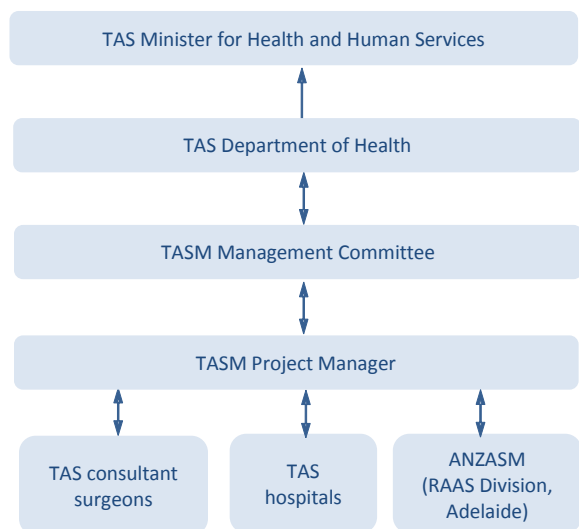 TAS Minister for Health and Human Services
TAS Department of Health
TASM Management Committee
TASM Project Manager
TAS consultant
surgeons
TAS
hospitals
ANZASM
(RAAS Division,
Adelaide)